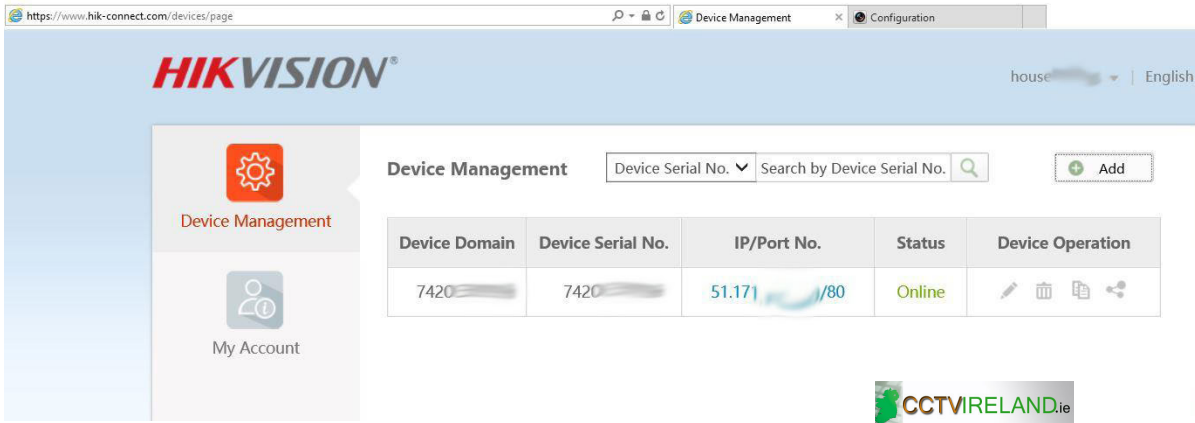 https://www.hik-connect.com/devices/page
Device Management
Configuration
HIKVISION®
house
English
Device Management
Device Serial No.
Search by Device Serial No.
Add
Device Management
Device Domain
Device Serial No.
IP/Port No.
Status
Device Operation
7420
7420
51.171
/80
Online
My Account
CCTVIRELAND.ie